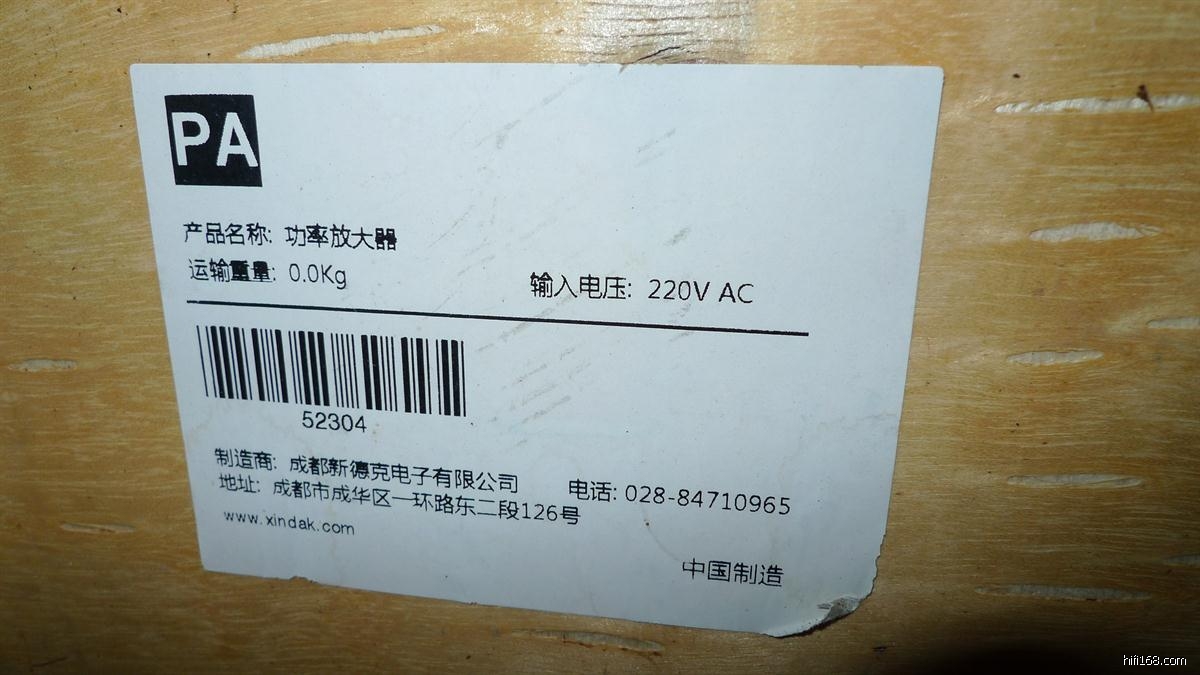 PA
产品名称: 功率放大器
运输重量: 0.0Kg
输入电压: 220V AC
52304
制造商: 成都新德克电子有限公司
电话: 028-84710965
地址: 成都市成华区一环路东二段126号
www.xindak.com
中国制造
hifi168.com